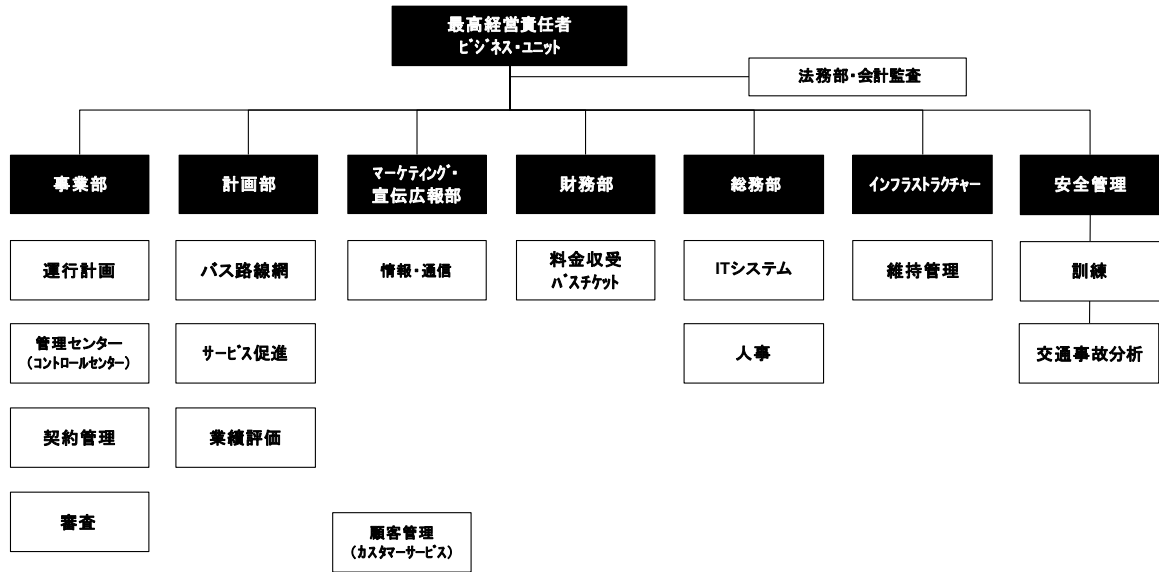 最高経営責任者
ﾋﾞｼﾞﾈｽ・ﾕﾆｯﾄ
法務部・会計監査
事業部
計画部
ﾏｰｹﾃｨﾝｸﾞ・
宣伝広報部
財務部
総務部
ｲﾝﾌﾗｽﾄﾗｸﾁｬｰ
安全管理
運行計画
バス路線網
情報・通信
料金収受
ﾊﾞｽﾁｹｯﾄ
ITシステム
維持管理
訓練
管理センター
(ｺﾝﾄﾛｰﾙｾﾝﾀｰ)
ｻｰﾋﾞｽ促進
人事
交通事故分析
契約管理
業績評価
審査
顧客管理
(ｶｽﾀﾏｰｻｰﾋﾞｽ)